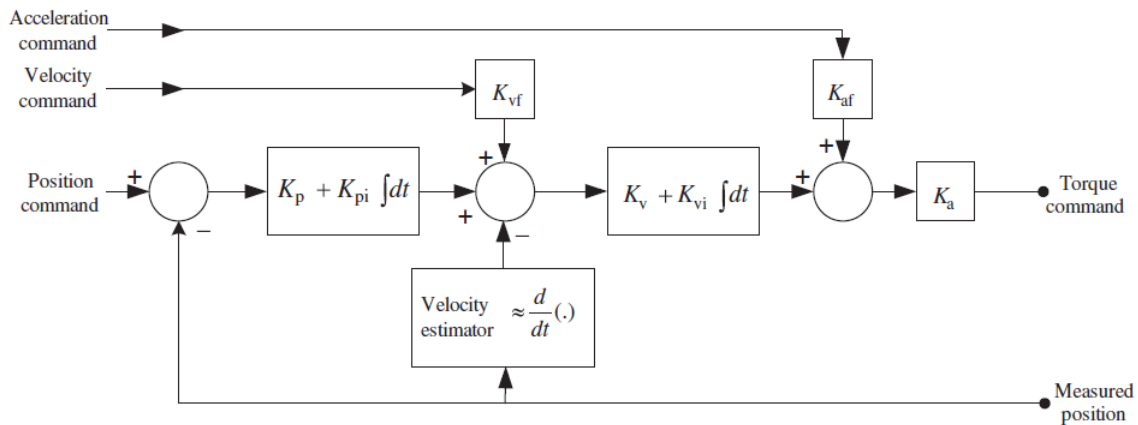 Acceleration
command
Velocity
command
K_vf
K_af
+
+
Position
command
+
−
K_p + K_pi ∫dt
+
−
K_v + K_vi ∫dt
+
K_a
Torque
command
Velocity
estimator
≈ d/dt (.)
Measured
position